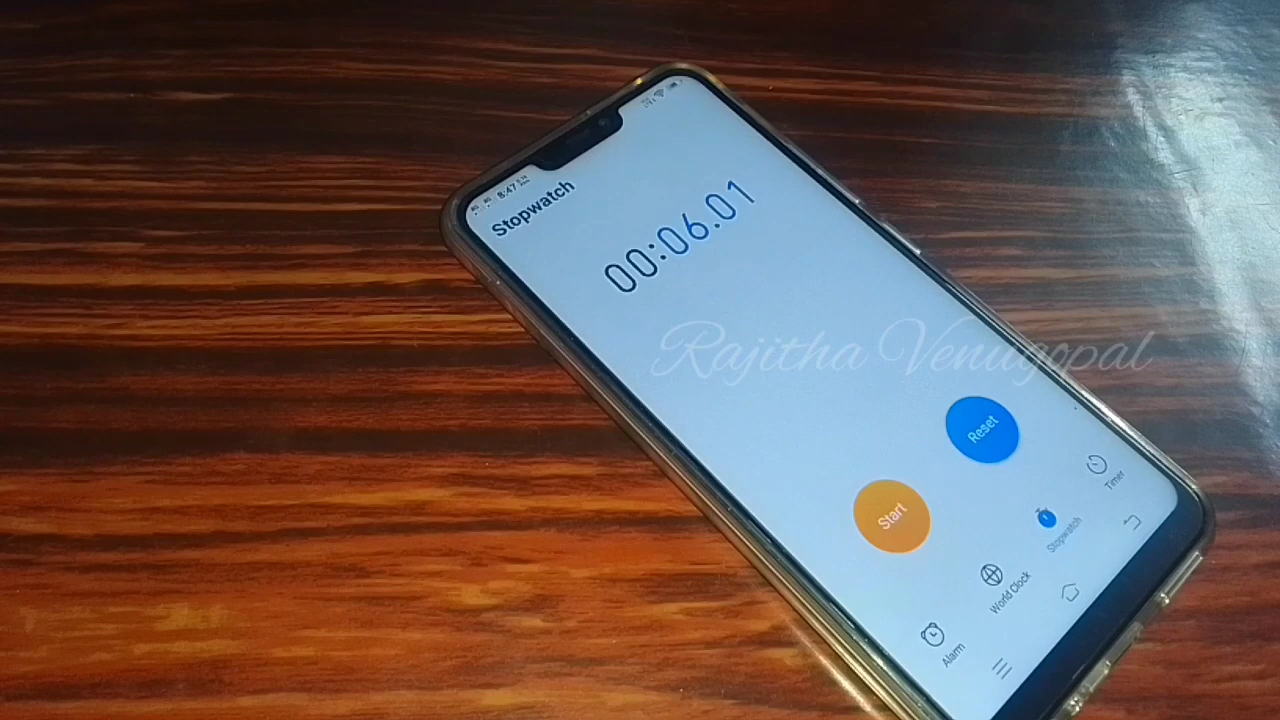 8:47
Stopwatch
00:06.01
Rajitha Venugopal
Reset
Start
Timer
Stopwatch
World Clock
Alarm